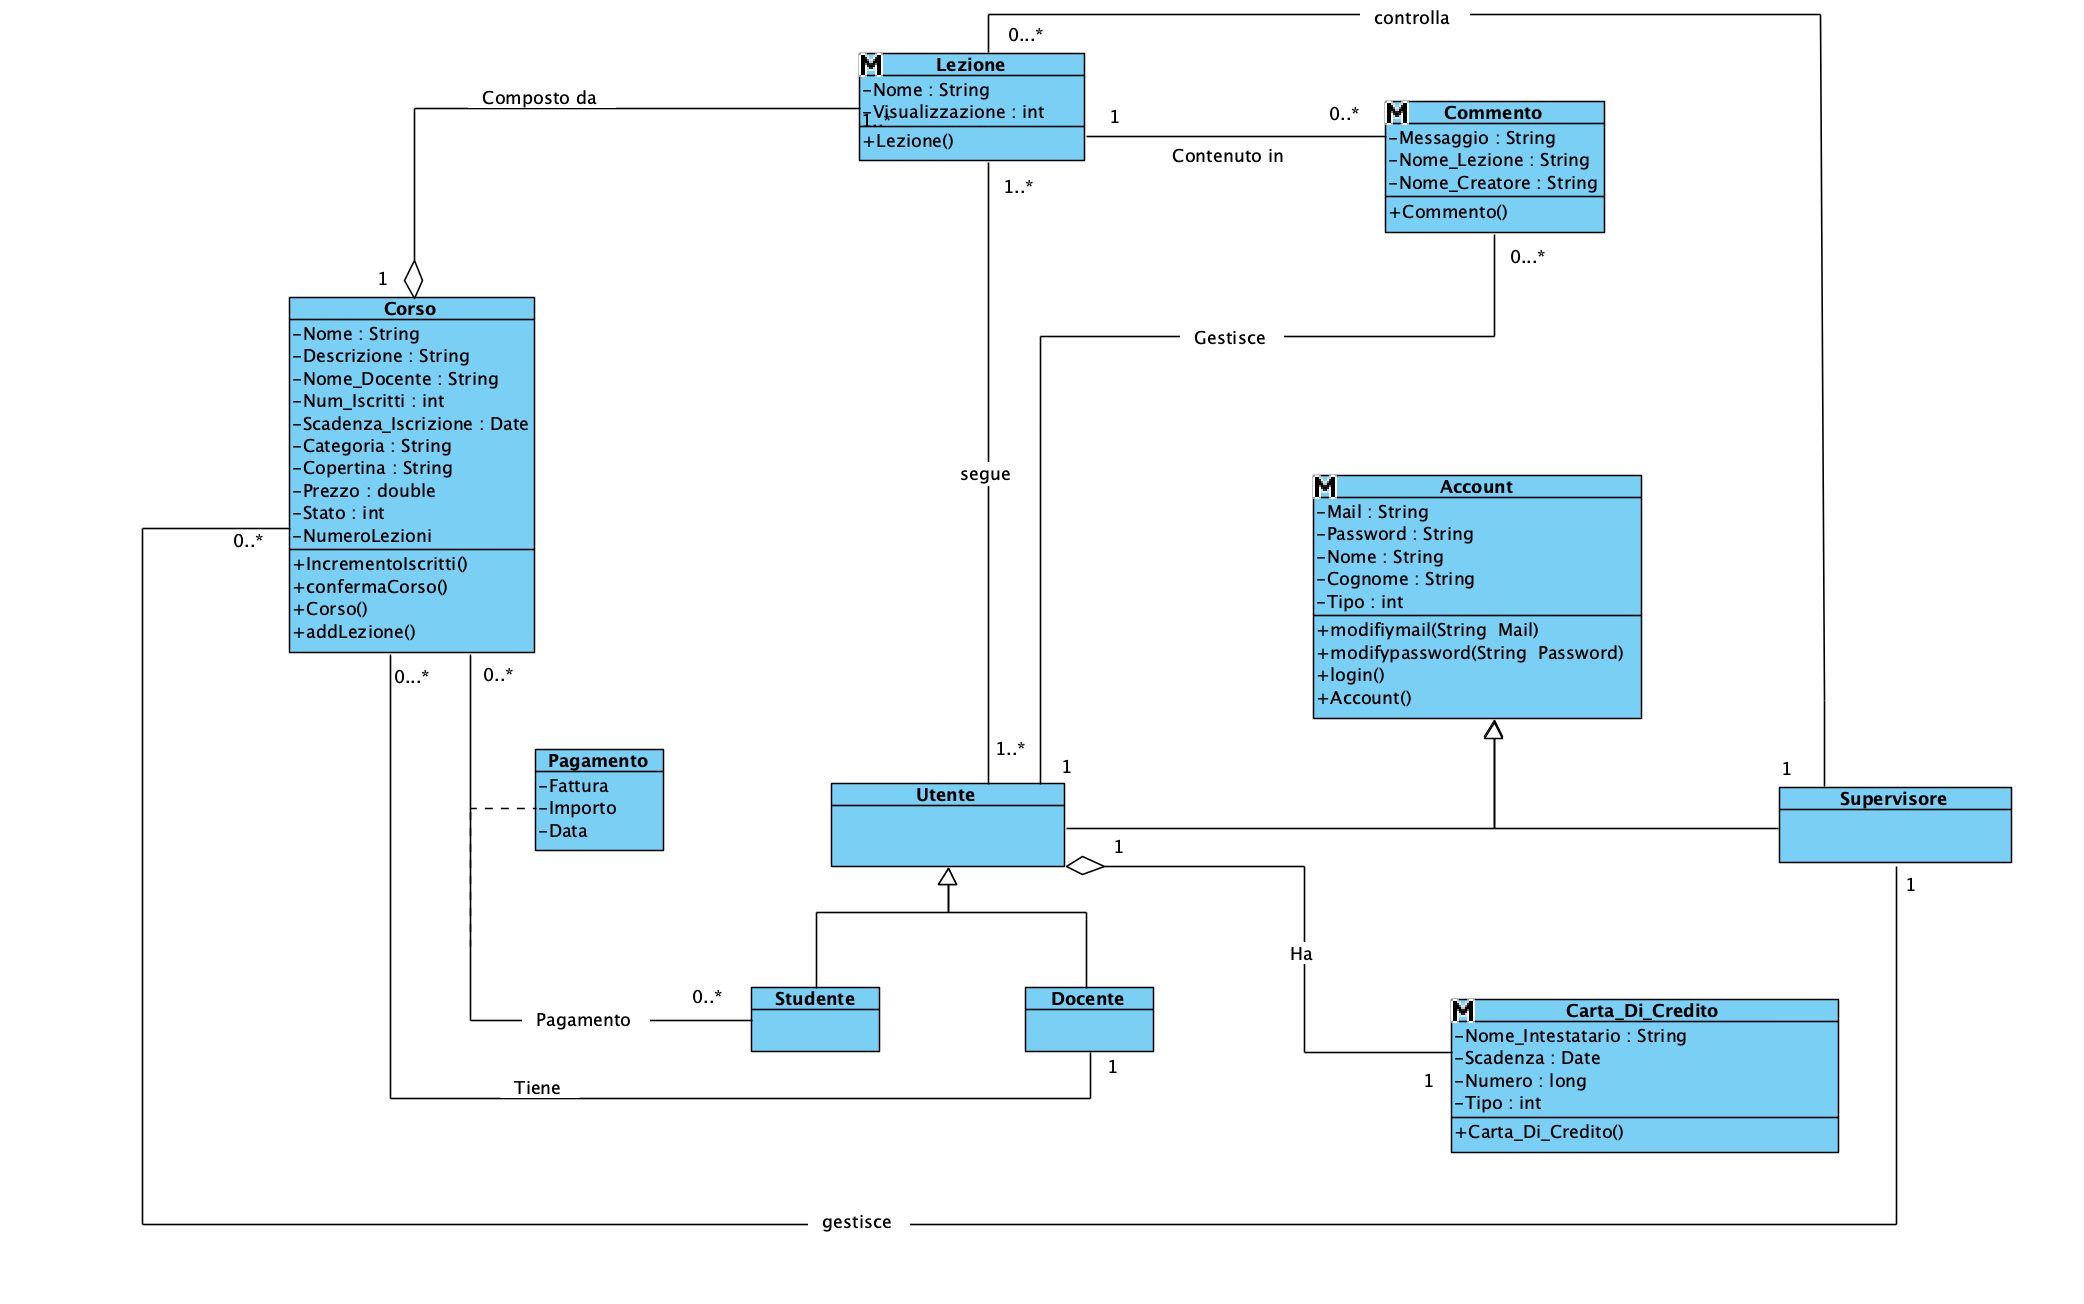 controlla
0...*
M Lezione
-Nome : String
-Visualizzazione : int
1..*
+Lezione()
Composto da
1
0..*
Contenuto in
M Commento
-Messaggio : String
-Nome_Lezione : String
-Nome_Creatore : String
+Commento()
1..*
0...*
1
Corso
-Nome : String
-Descrizione : String
-Nome_Docente : String
-Num_Iscritti : int
-Scadenza_Iscrizione : Date
-Categoria : String
-Copertina : String
-Prezzo : double
-Stato : int
-NumeroLezioni
+IncrementoIscritti()
+confermaCorso()
+Corso()
+addLezione()
Gestisce
segue
0..*
M Account
-Mail : String
-Password : String
-Nome : String
-Cognome : String
-Tipo : int
+modifiymail(String Mail)
+modifypassword(String Password)
+login()
+Account()
0...*
0..*
Pagamento
-Fattura
-Importo
-Data
1..*
1
Utente
1
1
Supervisore
1
Ha
0..*
Studente
Docente
Pagamento
1
Tiene
M Carta_Di_Credito
-Nome_Intestatario : String
-Scadenza : Date
-Numero : long
-Tipo : int
+Carta_Di_Credito()
1
gestisce